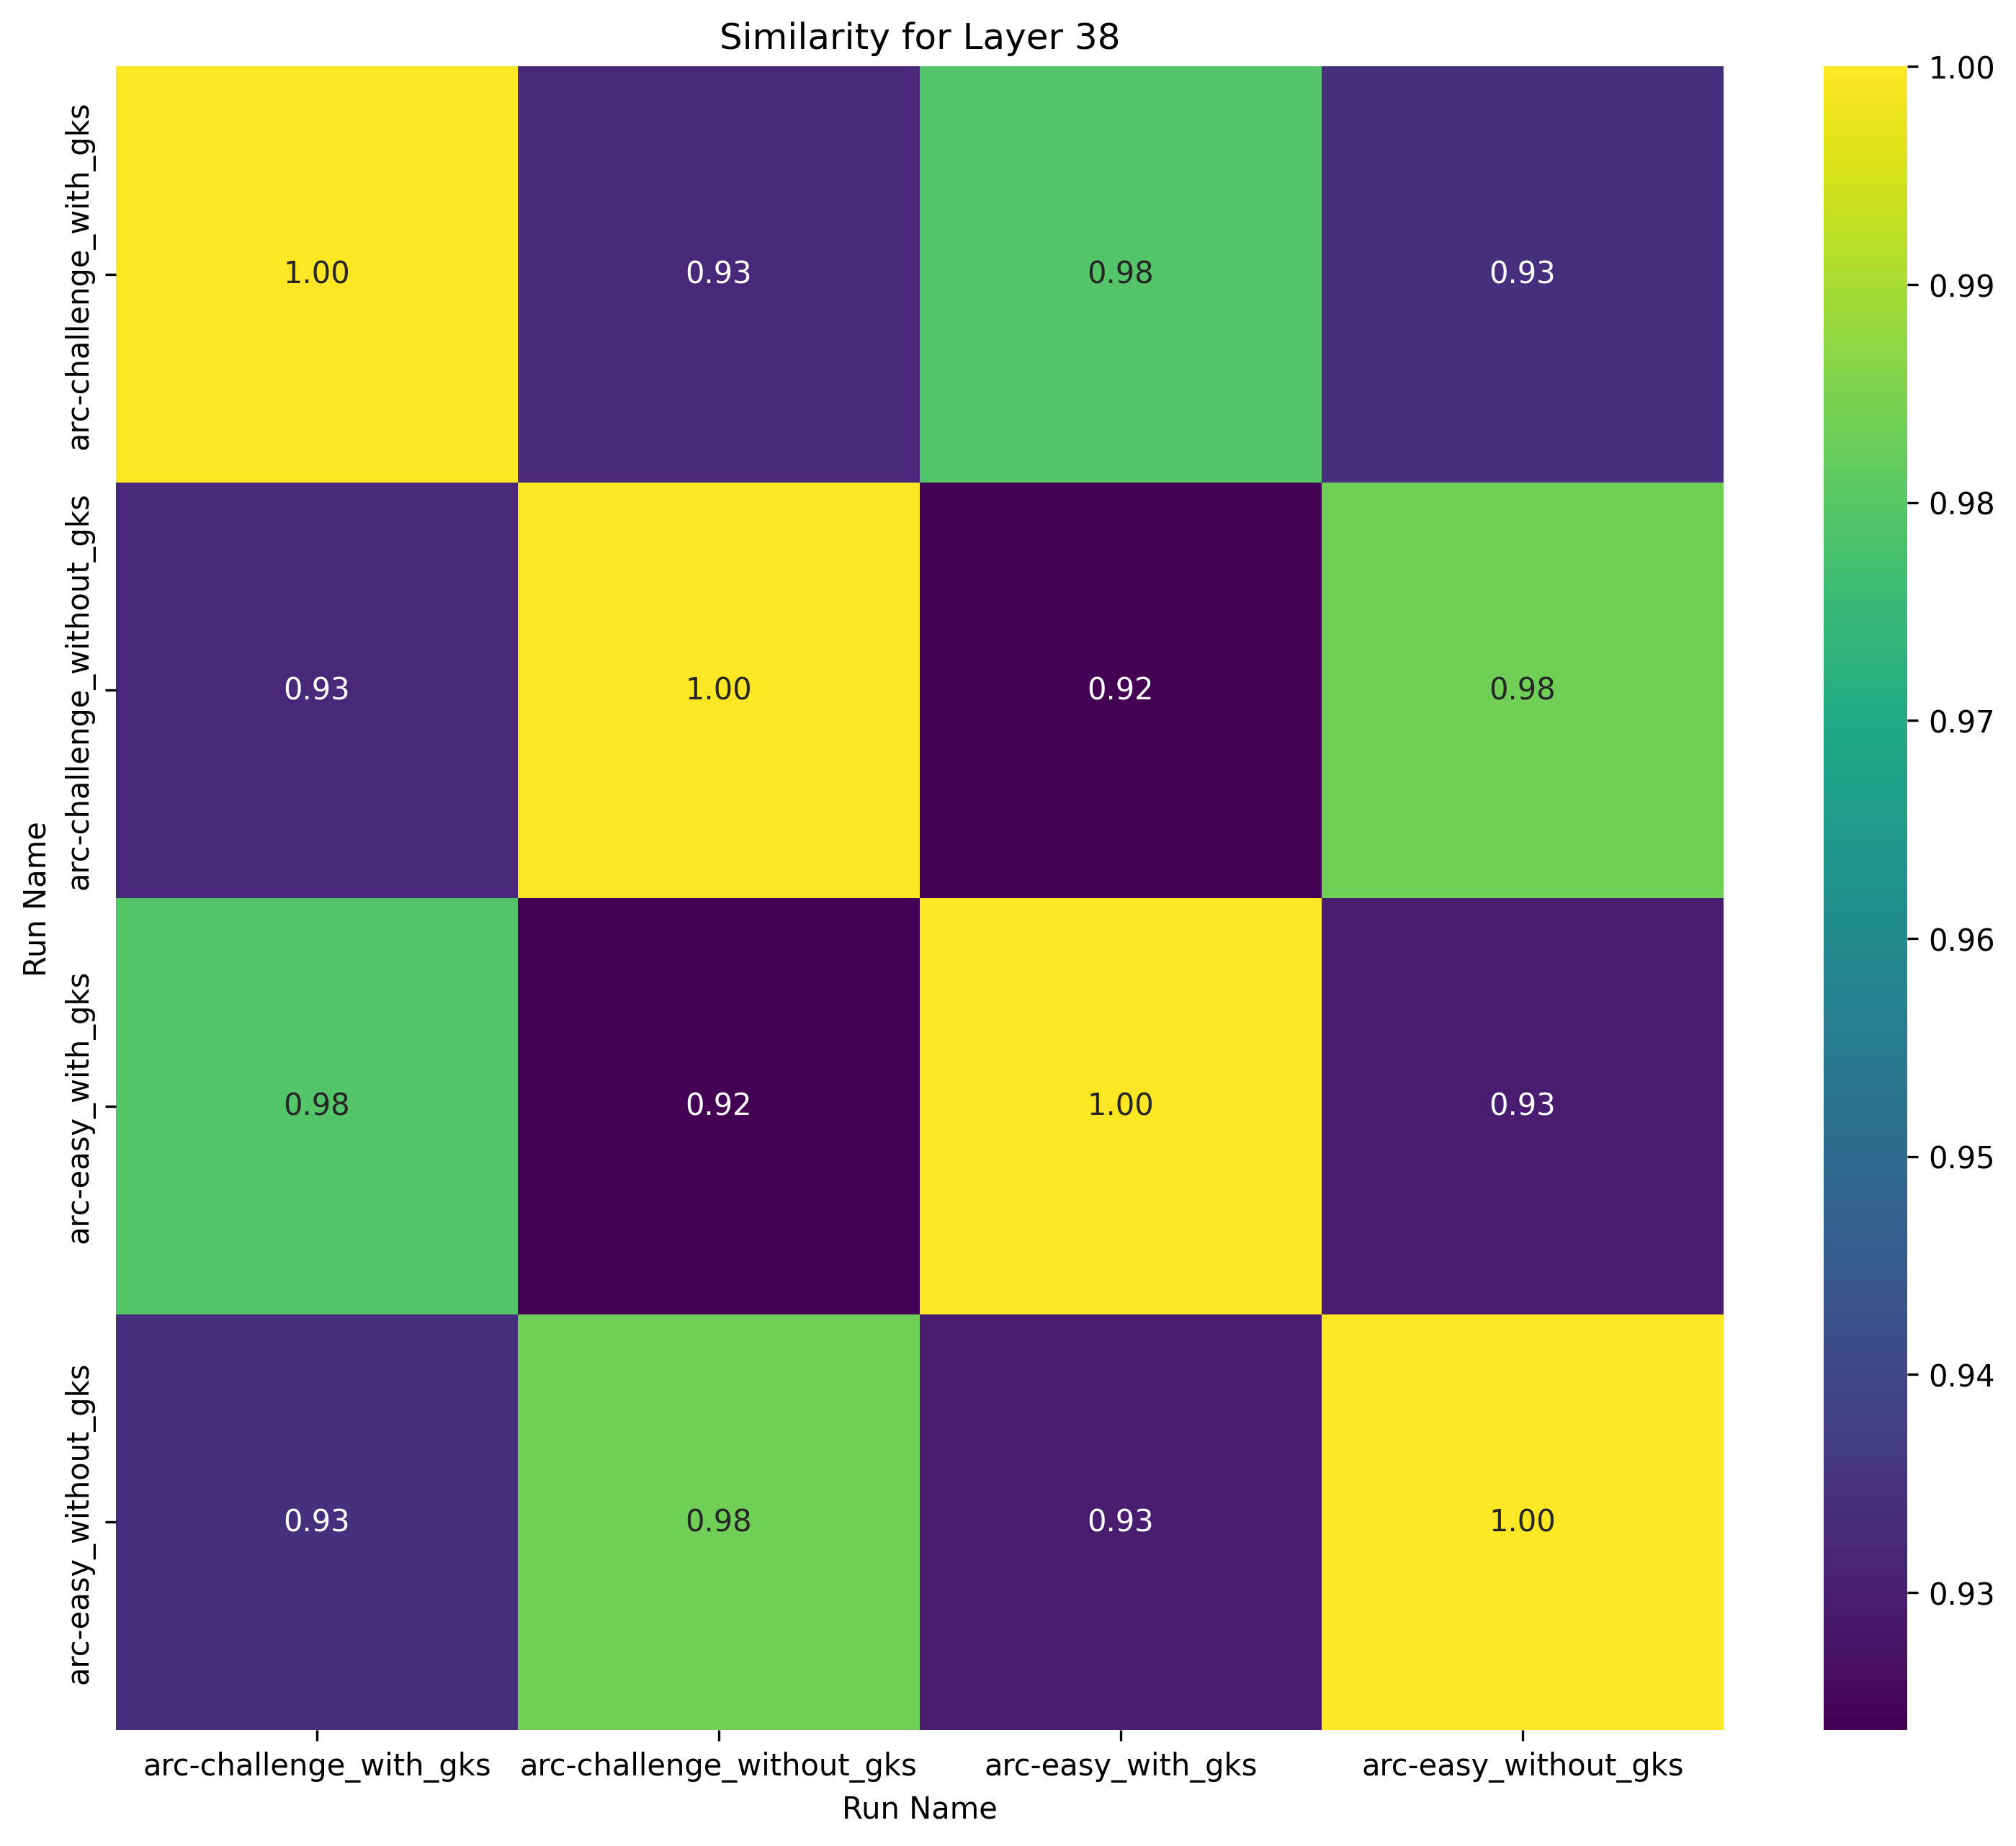 Similarity for Layer 38
Run Name
arc-challenge_with_gks
1.00 0.93 0.98 0.93
arc-challenge_without_gks
0.93 1.00 0.92 0.98
arc-easy_with_gks
0.98 0.92 1.00 0.93
arc-easy_without_gks
0.93 0.98 0.93 1.00
arc-challenge_with_gks arc-challenge_without_gks arc-easy_with_gks arc-easy_without_gks
Run Name
1.00
0.99
0.98
0.97
0.96
0.95
0.94
0.93